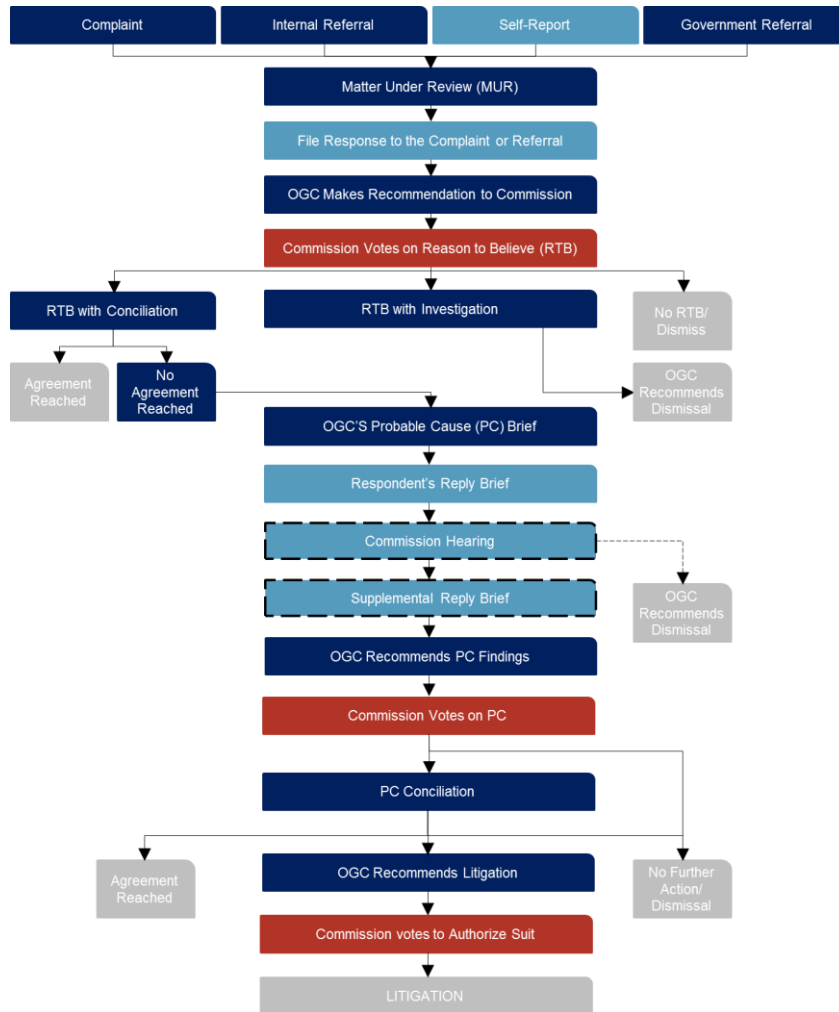 Complaint
Internal Referral
Self-Report
Government Referral
Matter Under Review (MUR)
File Response to the Complaint or Referral
OGC Makes Recommendation to Commission
Commission Votes on Reason to Believe (RTB)
RTB with Conciliation
RTB with Investigation
No RTB/
Dismiss
Agreement
Reached
No
Agreement
Reached
OGC
Recommends
Dismissal
OGC'S Probable Cause (PC) Brief
Respondent's Reply Brief
Commission Hearing
Supplemental Reply Brief
OGC
Recommends
Dismissal
OGC Recommends PC Findings
Commission Votes on PC
PC Conciliation
Agreement
Reached
OGC Recommends Litigation
No Further
Action/
Dismissal
Commission votes to Authorize Suit
LITIGATION